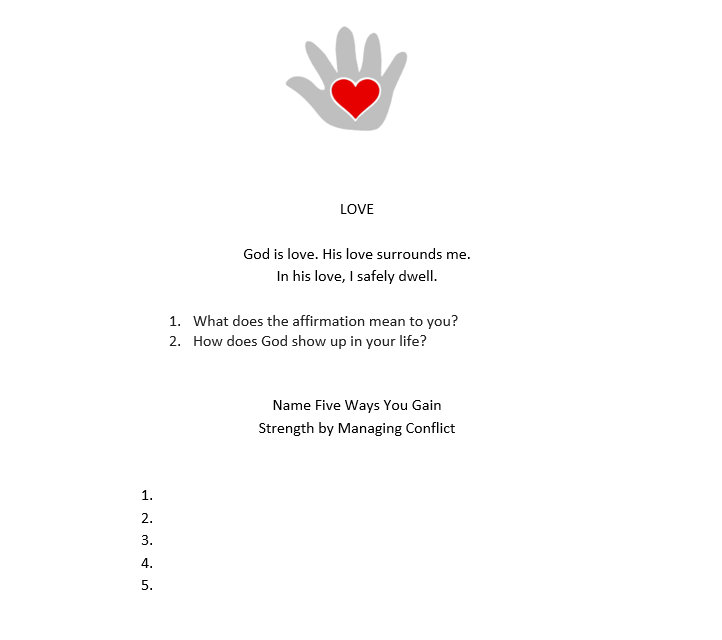 LOVE
God is love. His love surrounds me.
In his love, I safely dwell.
1. What does the affirmation mean to you?
2. How does God show up in your life?
Name Five Ways You Gain
Strength by Managing Conflict
1.
2.
3.
4.
5.